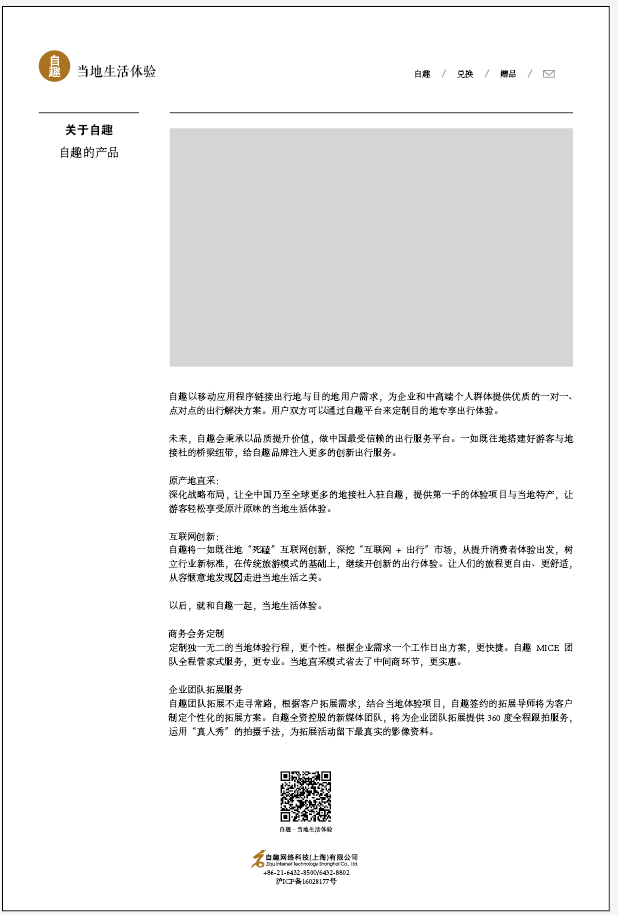 自趣
当地生活体验
自趣 / 兑换 / 赠品 /
关于自趣
自趣的产品
自趣以移动应用程序链接出行地与目的地用户需求，为企业和中高端个人群体提供优质的一对一、
点对点的出行解决方案。用户双方可以通过自趣平台来定制目的地专享出行体验。
未来，自趣会秉承以品质提升价值，做中国最受信赖的出行服务平台。一如既往地搭建好游客与地
接社的桥梁纽带，给自趣品牌注入更多的创新出行服务。
原产地直采：
深化战略布局，让全中国乃至全球更多的地接社入驻自趣，提供第一手的体验项目与当地特产，让
游客轻松享受原汁原味的当地生活体验。
互联网创新：
自趣将一如既往地“死磕”互联网创新，深挖“互联网 + 出行”市场，从提升消费者体验出发，树
立行业新标准，在传统旅游模式的基础上，继续开创新的出行体验。让人们的旅程更自由、更舒适，
从容惬意地发现走进当地生活之美。
以后，就和自趣一起，当地生活体验。
商务会务定制
定制独一无二的当地体验行程，更个性。根据企业需求一个工作日出方案，更快捷。自趣 MICE 团
队全程管家式服务，更专业。当地直采模式省去了中间商环节，更实惠。
企业团队拓展服务
自趣团队拓展不走寻常路，根据客户拓展需求，结合当地体验项目，自趣签约的拓展导师将为客户
制定个性化的拓展方案。自趣全资控股的新媒体团队，将为企业团队拓展提供 360 度全程跟拍服务，
运用“真人秀”的拍摄手法，为拓展活动留下最真实的影像资料。
自趣 · 当地生活体验
自趣网络科技(上海)有限公司
Ziqu Internet Technology Shanghai Co., Ltd.
+86-21-6432-8500/6432-8802
沪ICP备16028177号